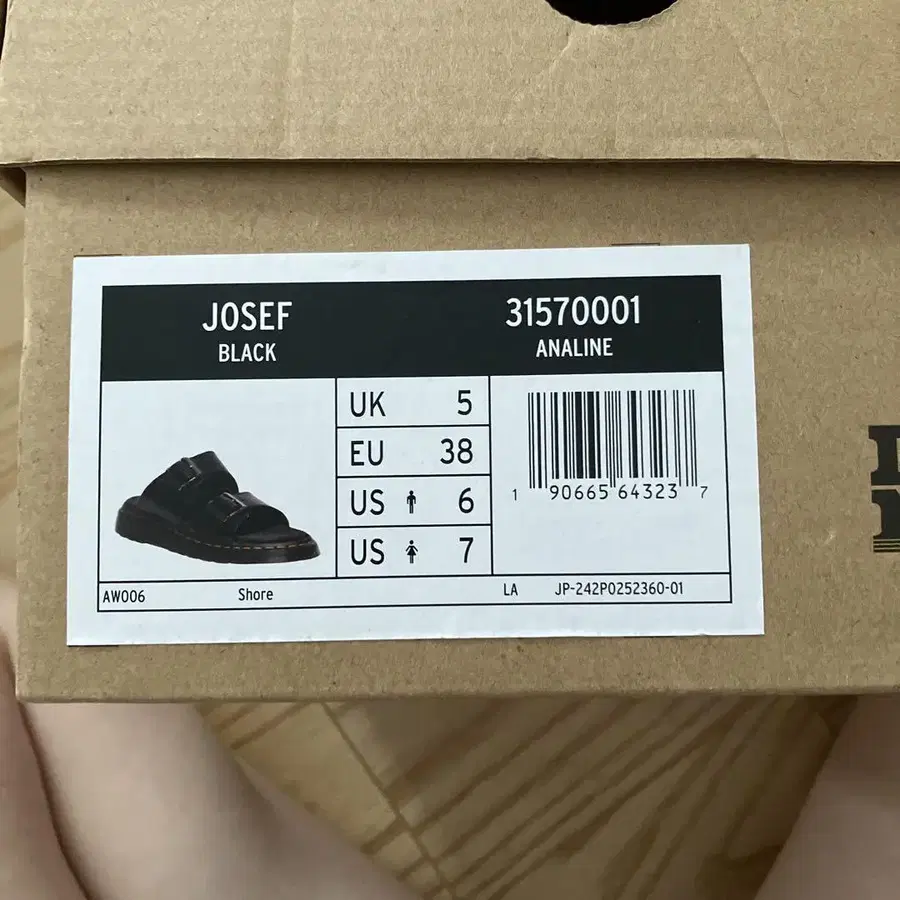 JOSEF
BLACK
31570001
ANALINE
UK 5
EU 38
US 6
US 7
1 90665 64323 7
AW006 Shore LA JP-242P0252360-01